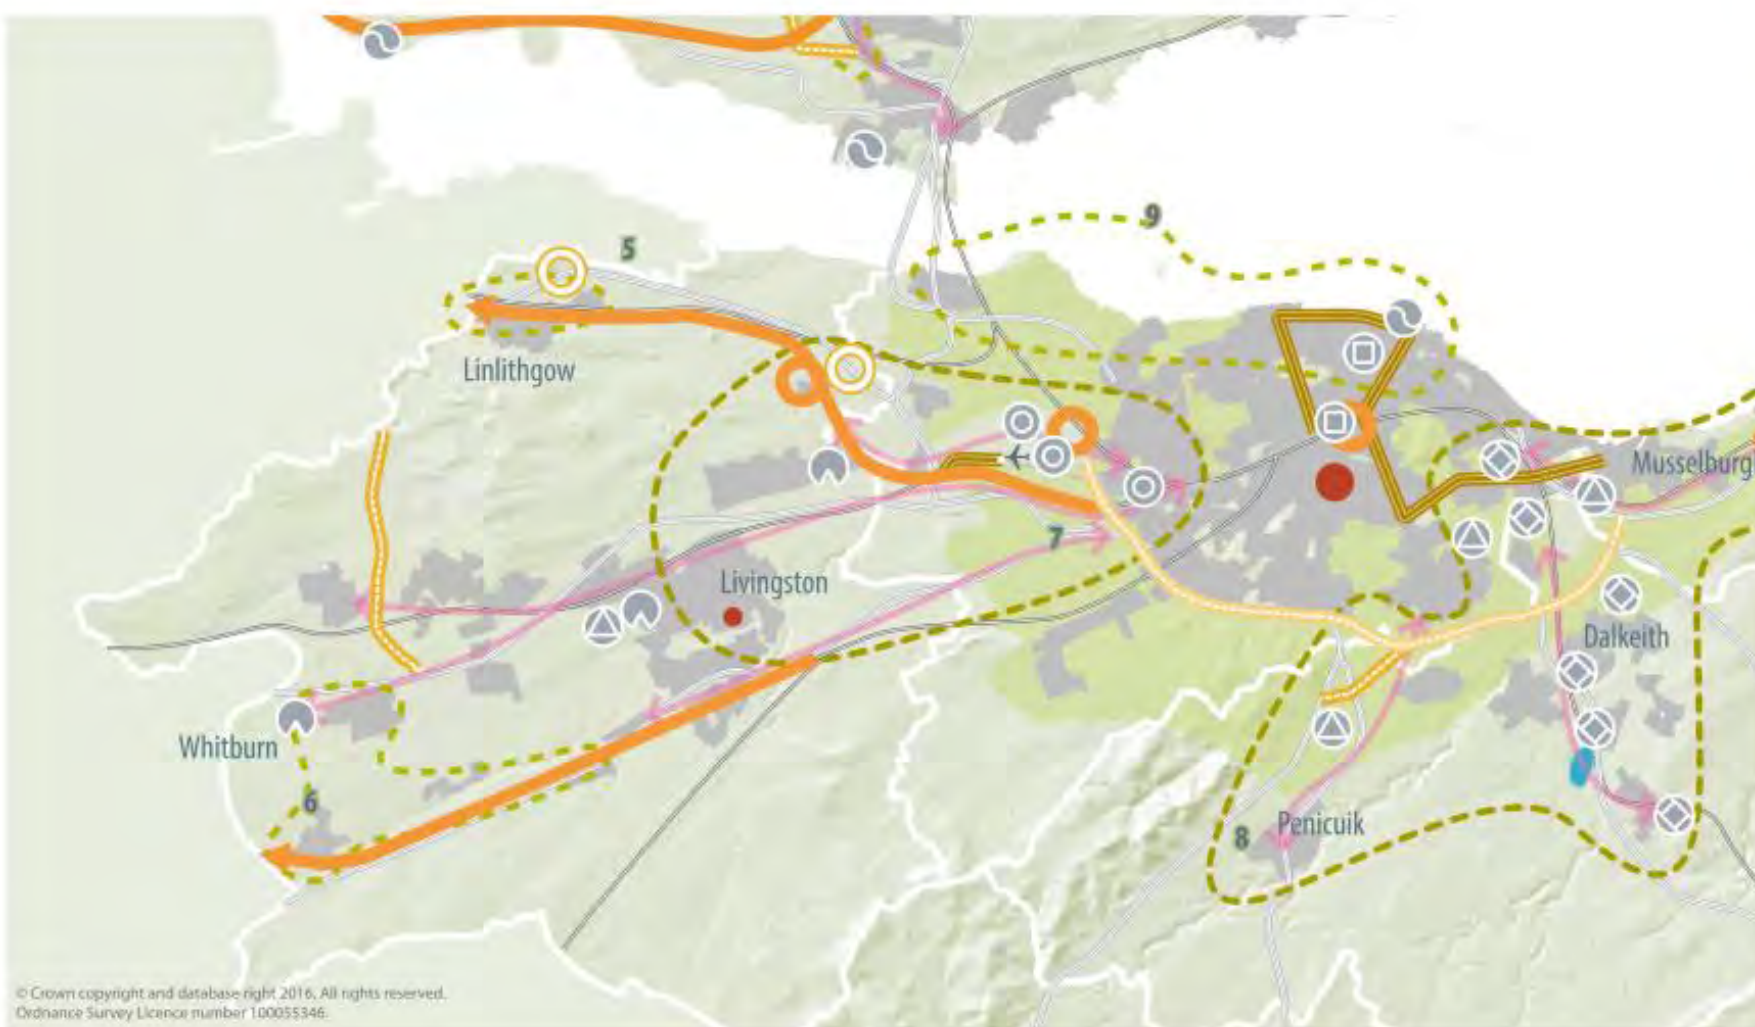 9
5
Linlithgow
Musselburg
7
Livingston
Dalkeith
Whitburn
6
8
Penicuik
© Crown copyright and database right 2016. All rights reserved.
Ordnance Survey Licence number 100055346.